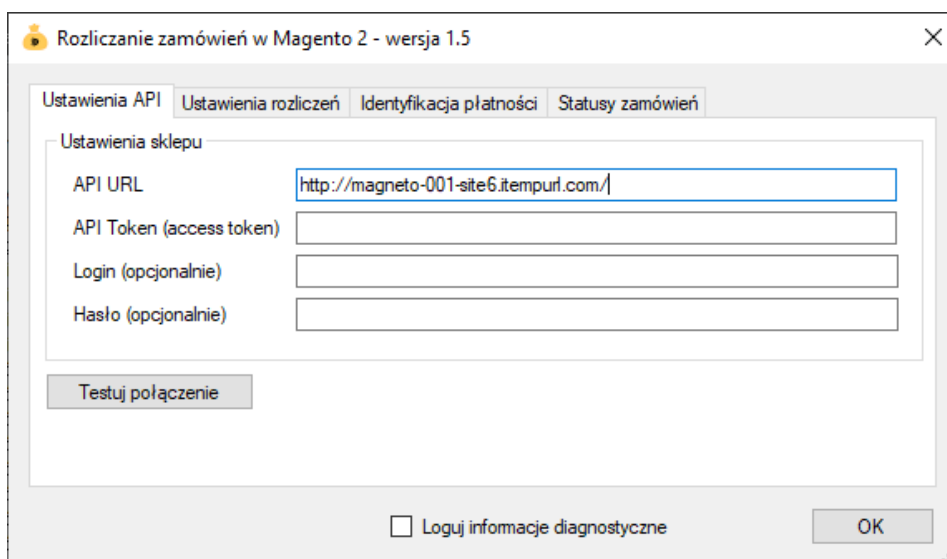 Rozliczanie zamówień w Magento 2 - wersja 1.5
Ustawienia API Ustawienia rozliczeń Identyfikacja płatności Statusy zamówień
Ustawienia sklepu
API URL http://magneto-001-site6.itempurl.com/
API Token (access token)
Login (opcjonalnie)
Hasło (opcjonalnie)
Testuj połączenie
Loguj informacje diagnostyczne OK